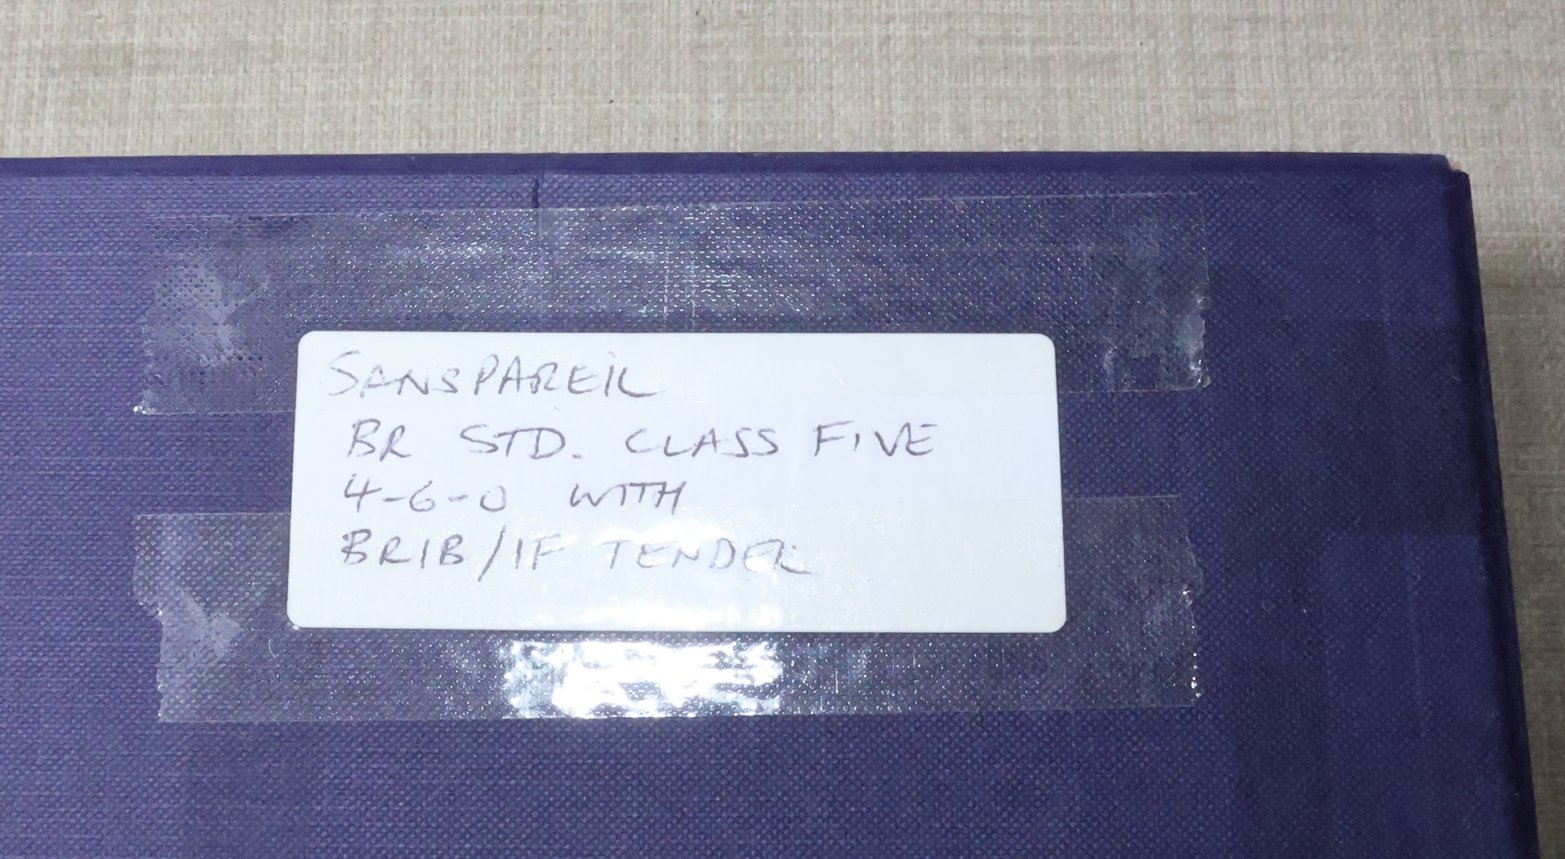 SANSPAREIL
BR STD. CLASS FIVE
4-6-0 WITH
BR1B/1F TENDER